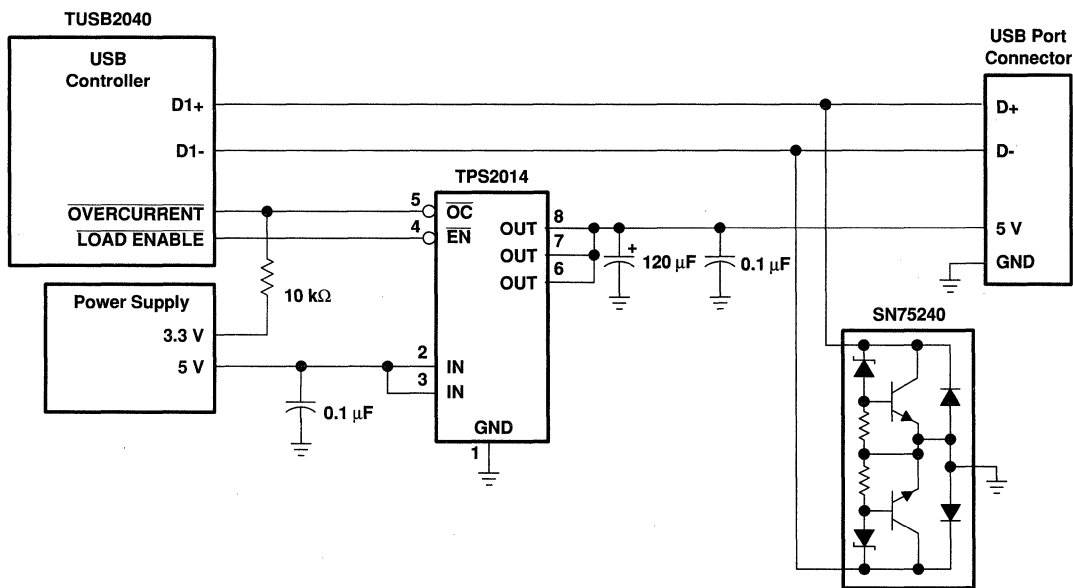 TUSB2040
USB
Controller
D1+
D1-
OVERCURRENT
LOAD ENABLE
Power Supply
3.3 V
5 V
10 kΩ
0.1 µF
TPS2014
5
OC
4
EN
OUT
8
OUT
7
OUT
6
2
IN
3
IN
GND
1
+
120 µF
0.1 µF
USB Port
Connector
D+
D-
5 V
GND
SN75240